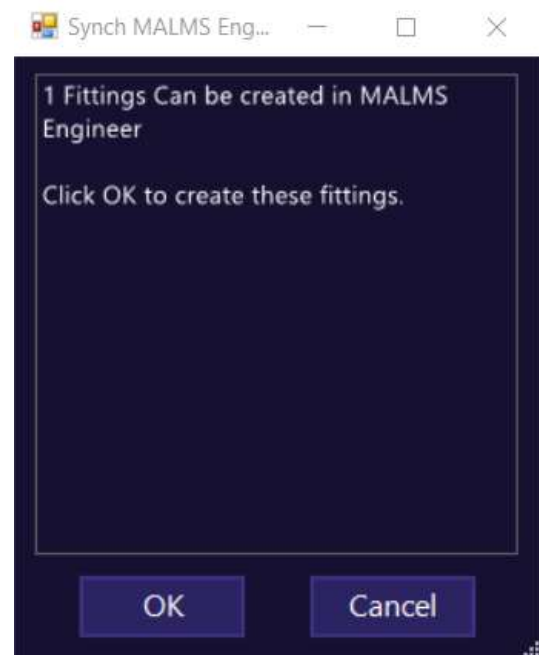 Synch MALMS Eng...
1 Fittings Can be created in MALMS
Engineer
Click OK to create these fittings.
OK
Cancel